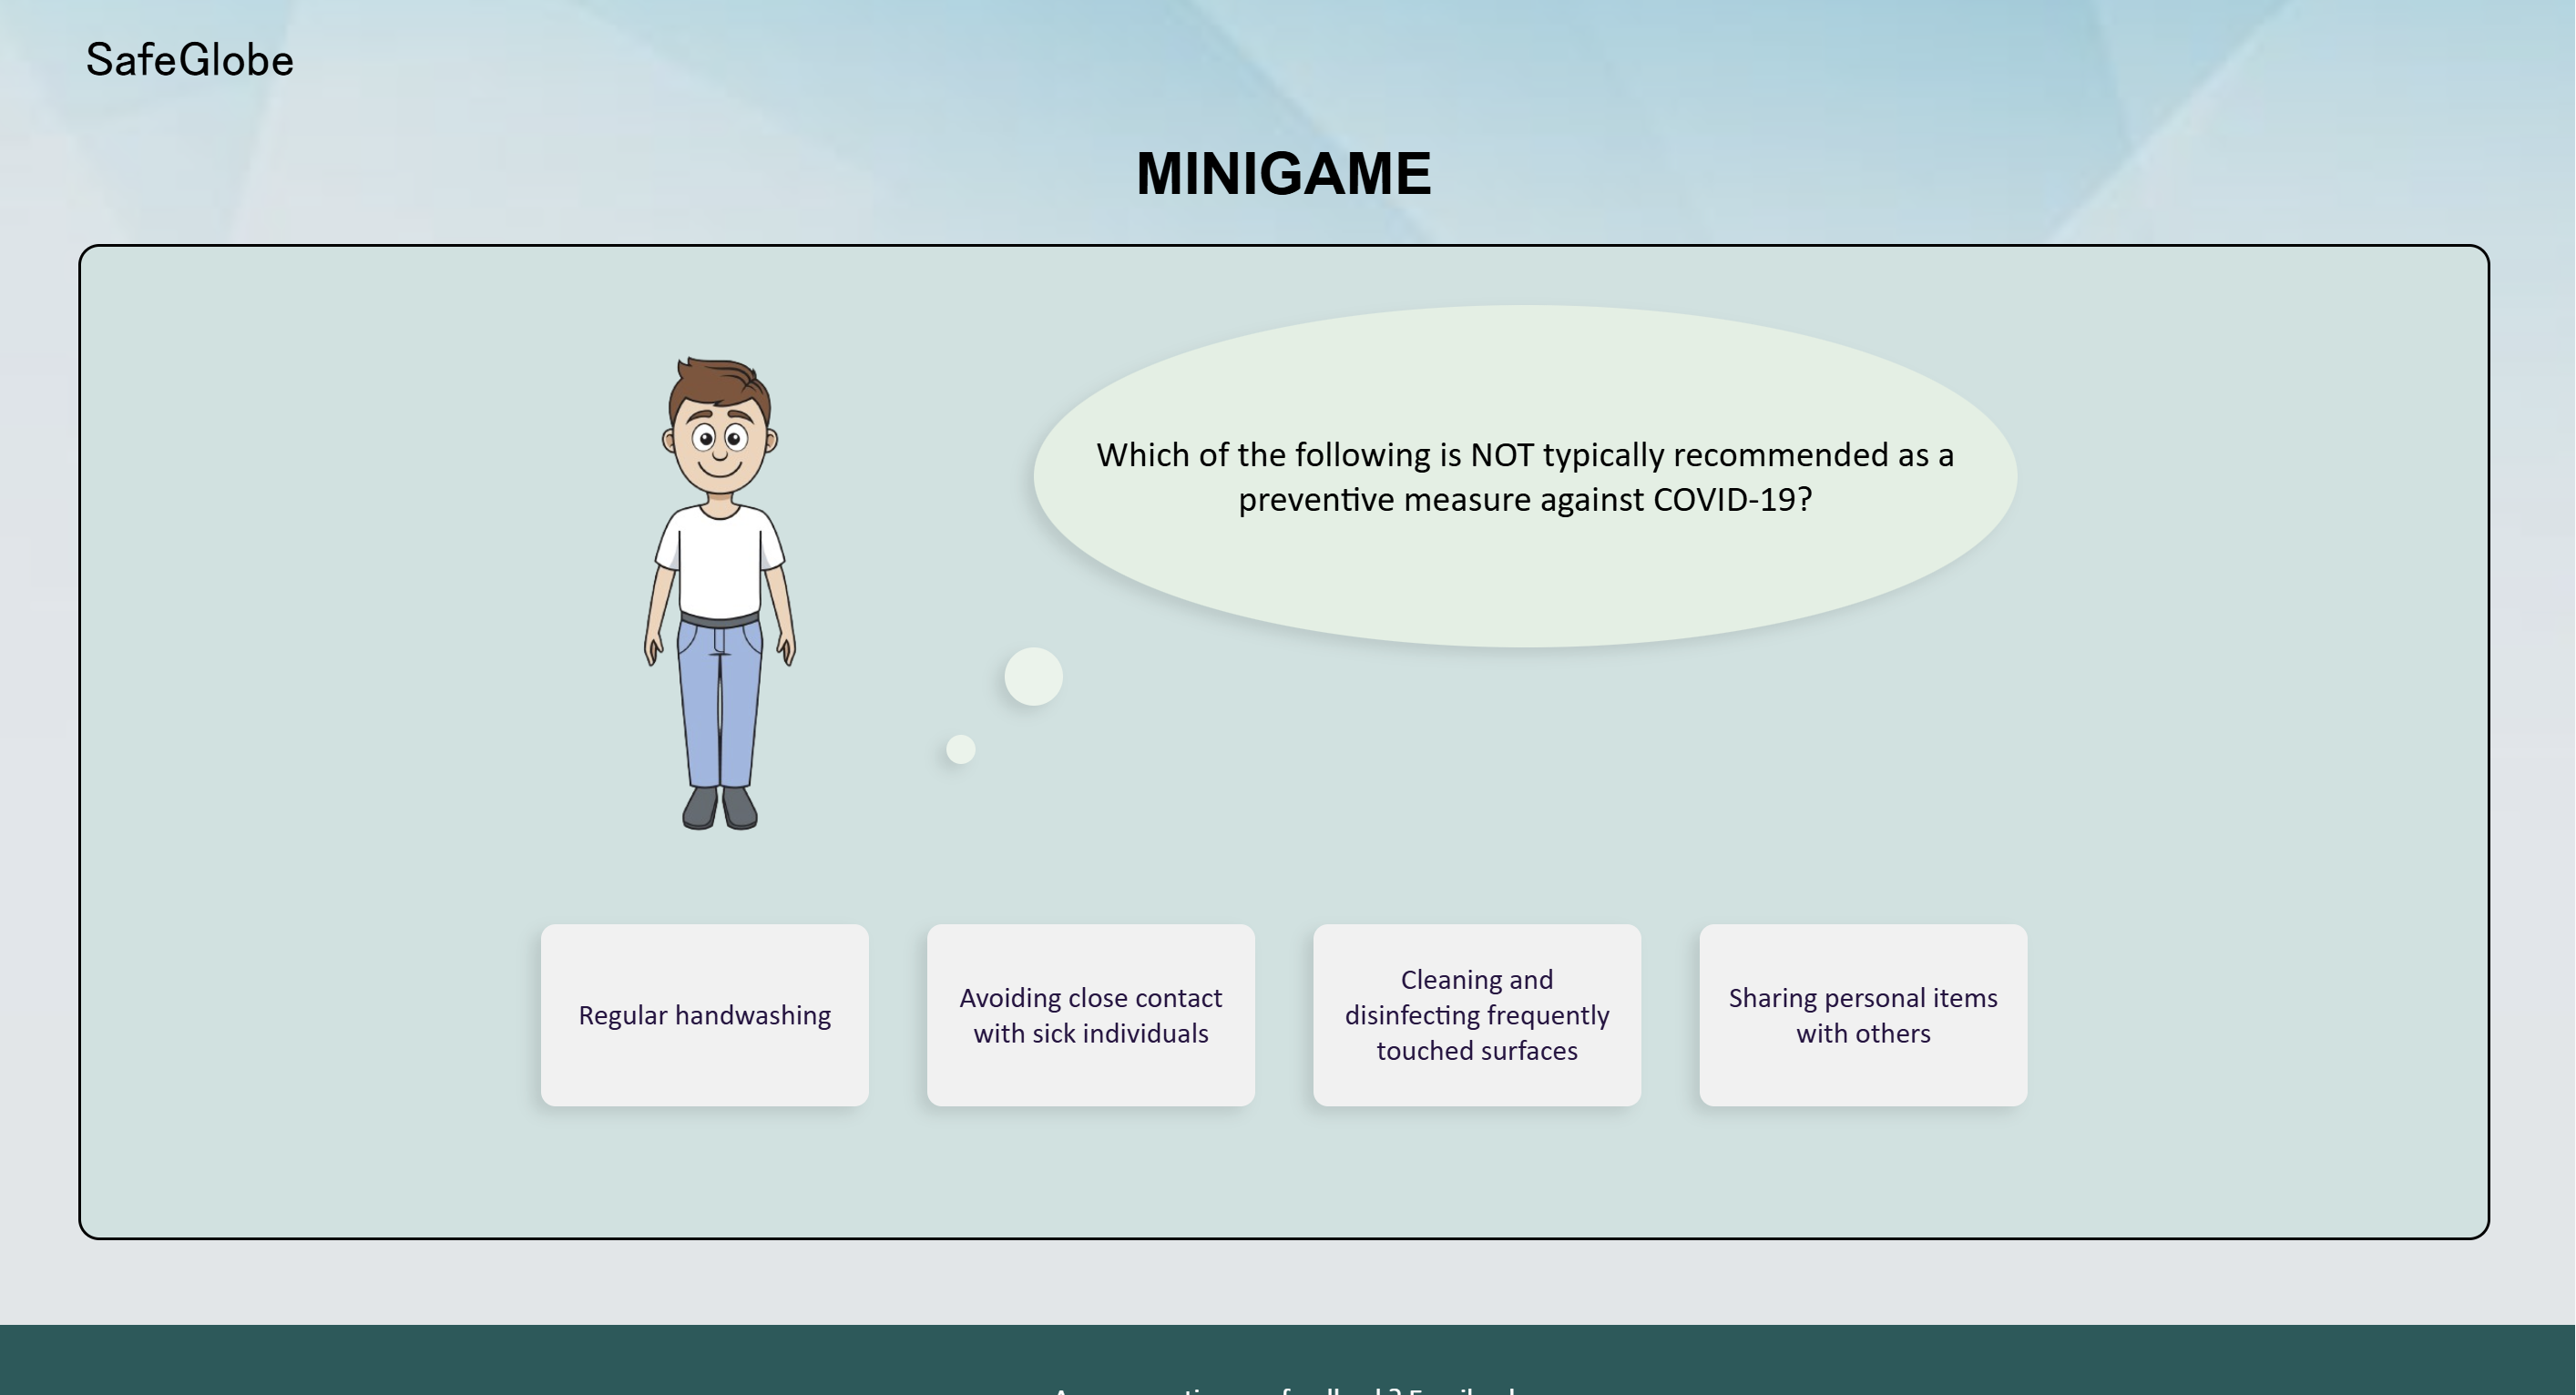 SafeGlobe
MINIGAME
Which of the following is NOT typically recommended as a
preventive measure against COVID-19?
Regular handwashing
Avoiding close contact
with sick individuals
Cleaning and
disinfecting frequently
touched surfaces
Sharing personal items
with others